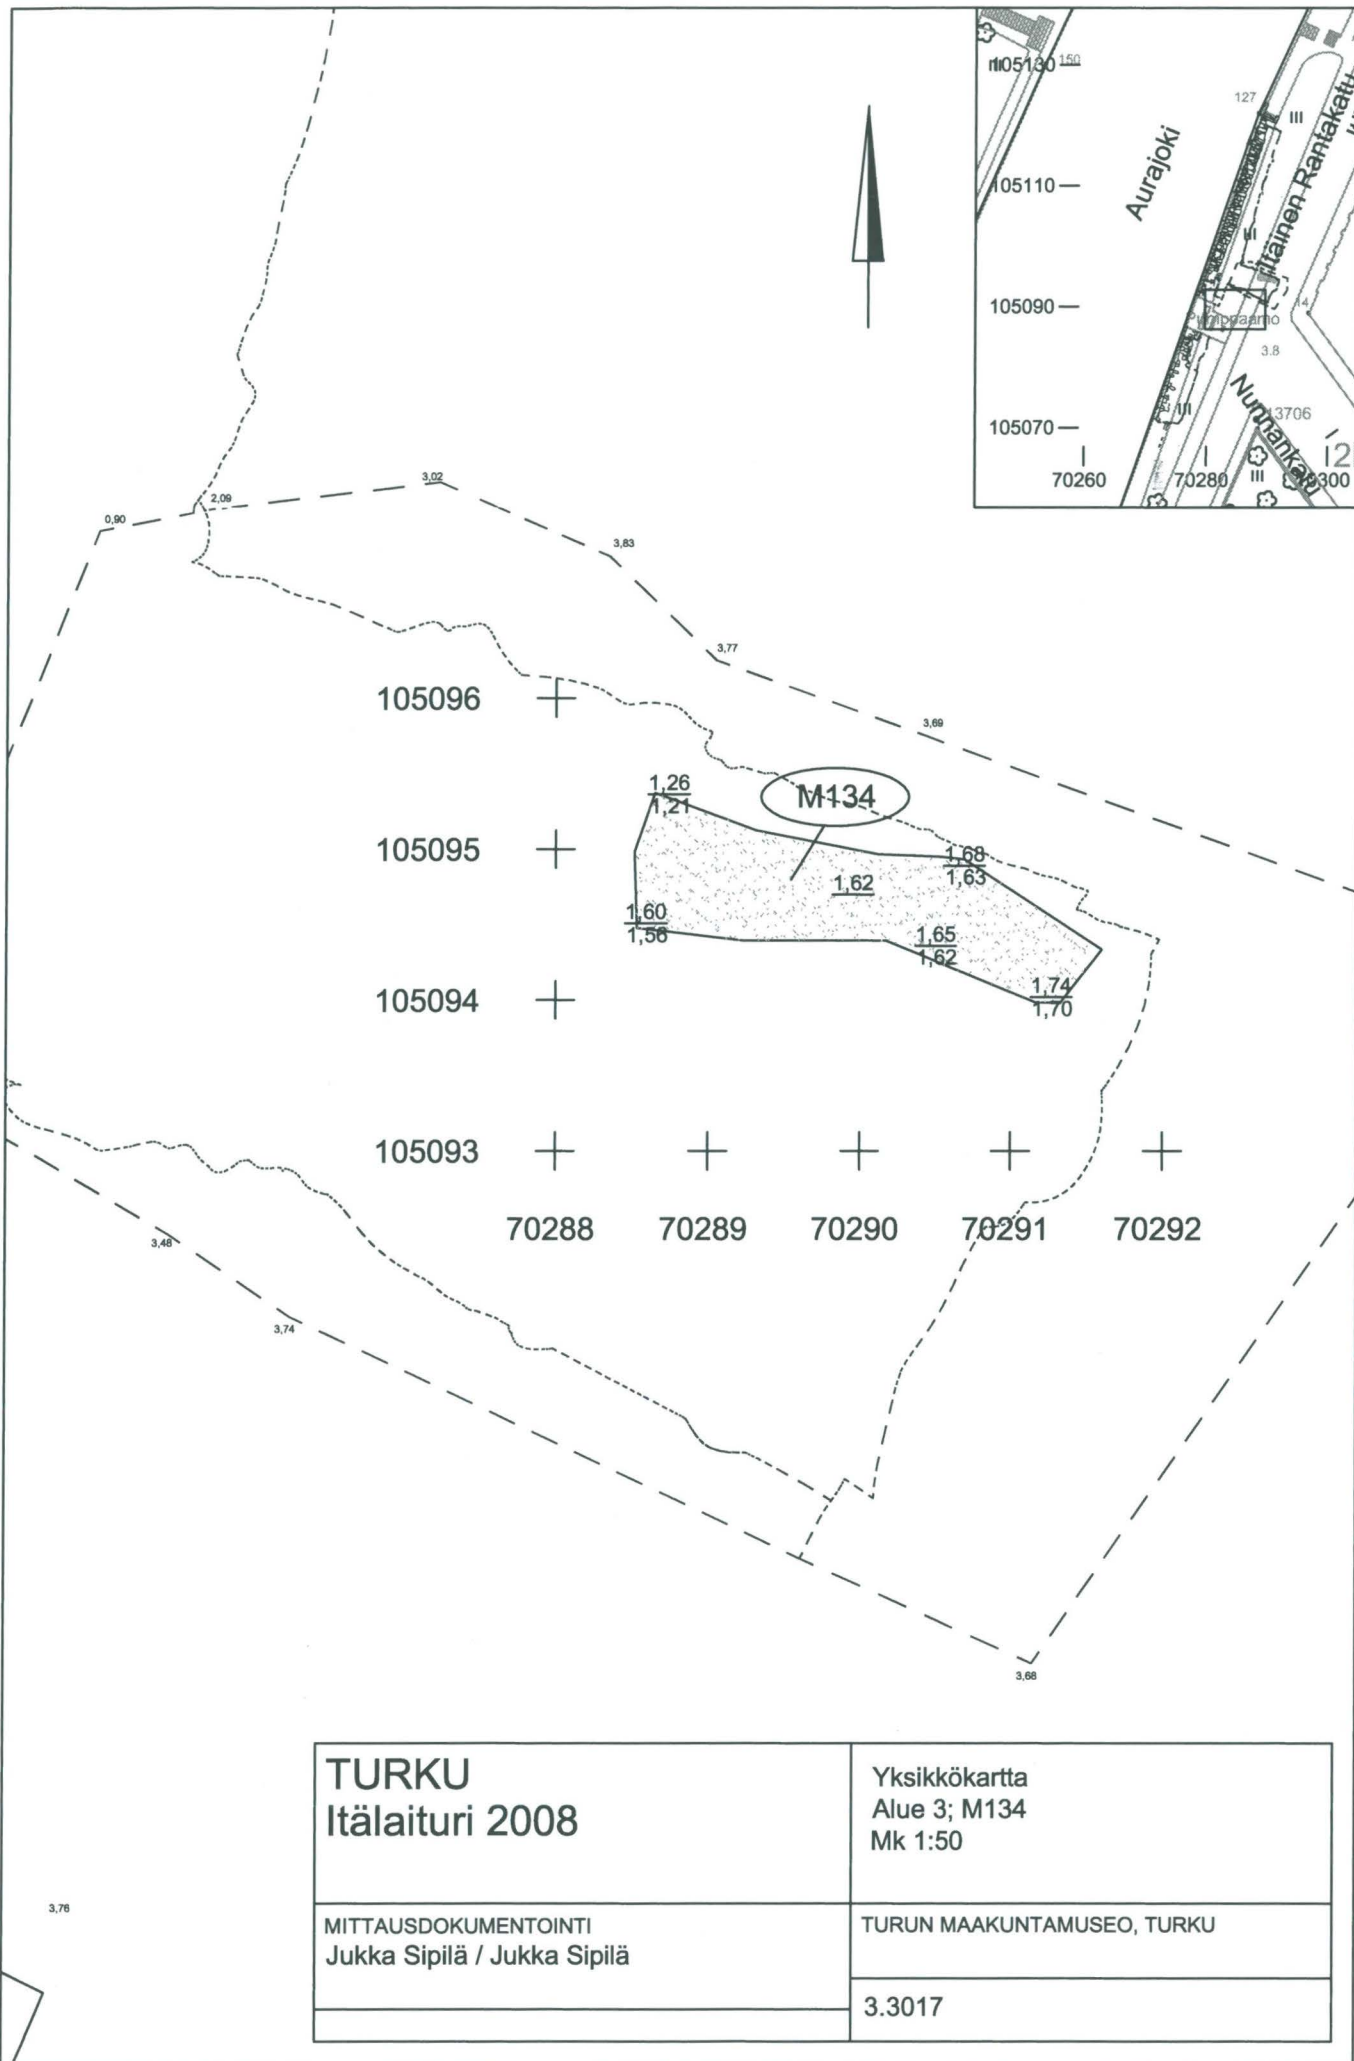 105130
150
127
III
Aurajoki
Itäinen Rantakatu
105110
III
105090
14
Pumppaamo
3.8
105070
III
Nunnankatu
13706
III
70260
70280
70300
3,02
2,09
0,90
3,83
3,77
3,69
105096
1,26
1,21
M134
105095
1,68
1,63
1,62
1,60
1,56
1,65
1,62
105094
1,74
1,70
105093
70288 70289 70290 70291 70292
3,48
3,74
3,68
TURKU
Itälaituri 2008
Yksikkökartta
Alue 3; M134
Mk 1:50
3,76
MITTAUSDOKUMENTOINTI
Jukka Sipilä / Jukka Sipilä
TURUN MAAKUNTAMUSEO, TURKU
3.3017